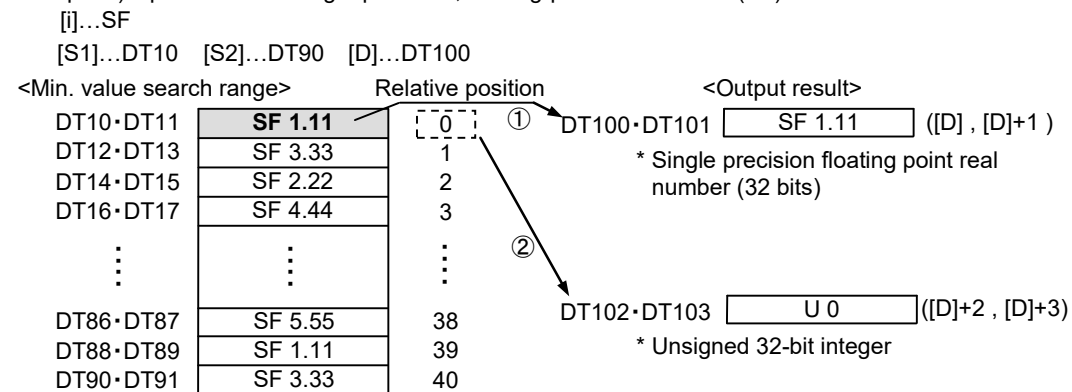 [i]…SF
[S1]…DT10 [S2]…DT90 [D]…DT100
<Min. value search range> Relative position <Output result>
DT10・DT11 SF 1.11 0 ① DT100・DT101 SF 1.11 ([D] , [D]+1 )
DT12・DT13 SF 3.33 1 * Single precision floating point real
DT14・DT15 SF 2.22 2 number (32 bits)
DT16・DT17 SF 4.44 3
⋮ ⋮ ⋮ ②
DT86・DT87 SF 5.55 38 DT102・DT103 U 0 ([D]+2 , [D]+3)
DT88・DT89 SF 1.11 39 * Unsigned 32-bit integer
DT90・DT91 SF 3.33 40